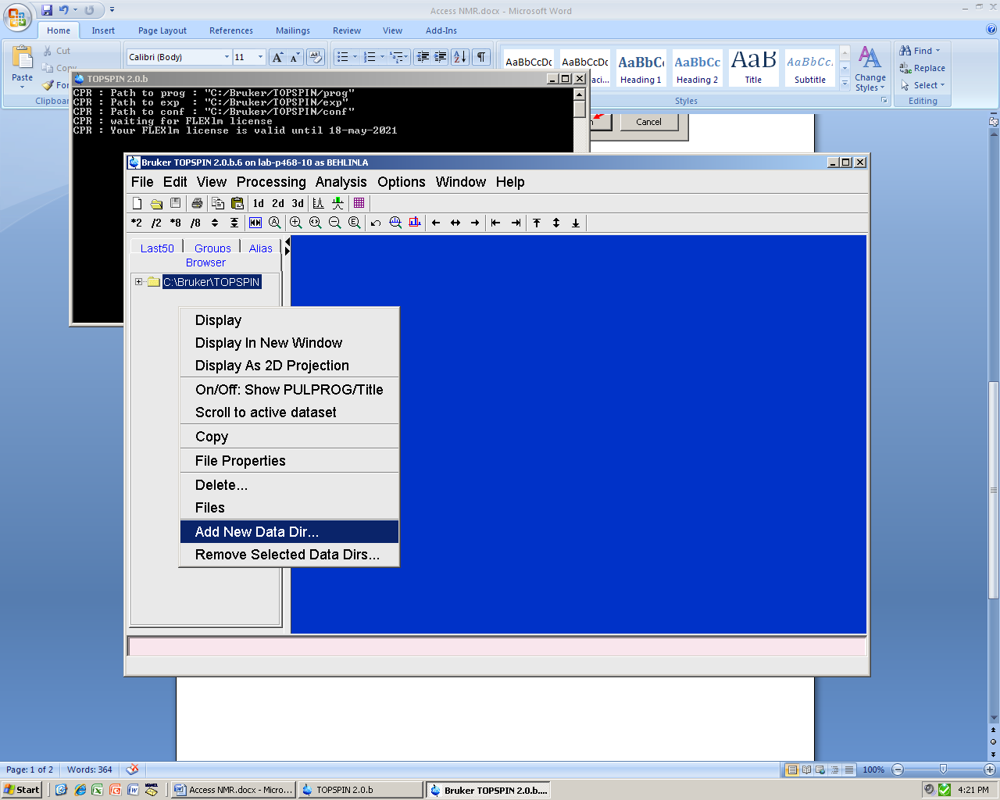 Access NMR.docx - Microsoft Word
Home Insert Page Layout References Mailings Review View Add-Ins
Cut
Calibri (Body) 11
Paste
AaBbCcDc AaBbCcDc AaBbC AaBbCc AaB AaBbCc.
Heading 1 Heading 2 Title Subtitle
Change
Styles
Find
Replace
Select
Styles
Editing
TOPSPIN 2.0.b
CPR : Path to prog : "C:/Bruker/TOPSPIN/prog"
CPR : Path to exp : "C:/Bruker/TOPSPIN/exp"
CPR : Path to conf : "C:/Bruker/TOPSPIN/conf"
CPR : waiting for FLEXlm license
CPR : Your FLEXlm license is valid until 18-may-2021
Cancel
Bruker TOPSPIN 2.0.b.6 on lab-p468-10 as BEHLINLA
File Edit View Processing Analysis Options Window Help
1d 2d 3d
*2 /2 *8 /8
Last50 Groups Alias
Browser
C:\Bruker\TOPSPIN
Display
Display In New Window
Display As 2D Projection
On/Off: Show PULPROG/Title
Scroll to active dataset
Copy
File Properties
Delete...
Files
Add New Data Dir...
Remove Selected Data Dirs...
Page: 1 of 2 Words: 364 100%
Start Access NMR.docx - Micro... TOPSPIN 2.0.b Bruker TOPSPIN 2.0.b.... 4:21 PM